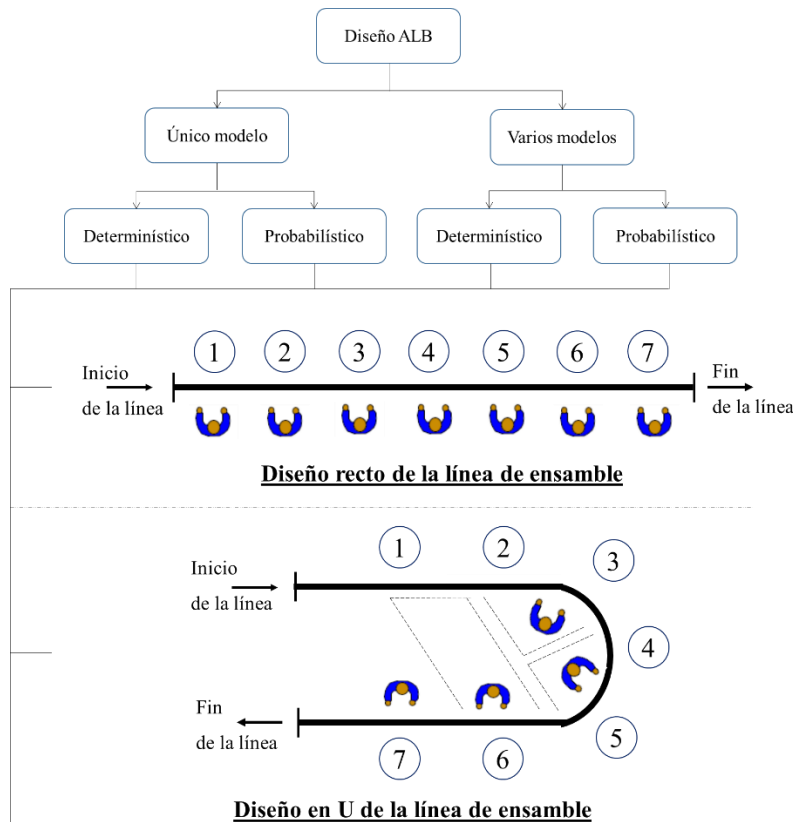 Diseño ALB
Único modelo
Varios modelos
Determinístico
Probabilístico
Determinístico
Probabilístico
1
2
3
4
5
6
7
Inicio
de la línea
Fin
de la línea
Diseño recto de la línea de ensamble
1
2
3
Inicio
de la línea
4
Fin
de la línea
5
7
6
Diseño en U de la línea de ensamble